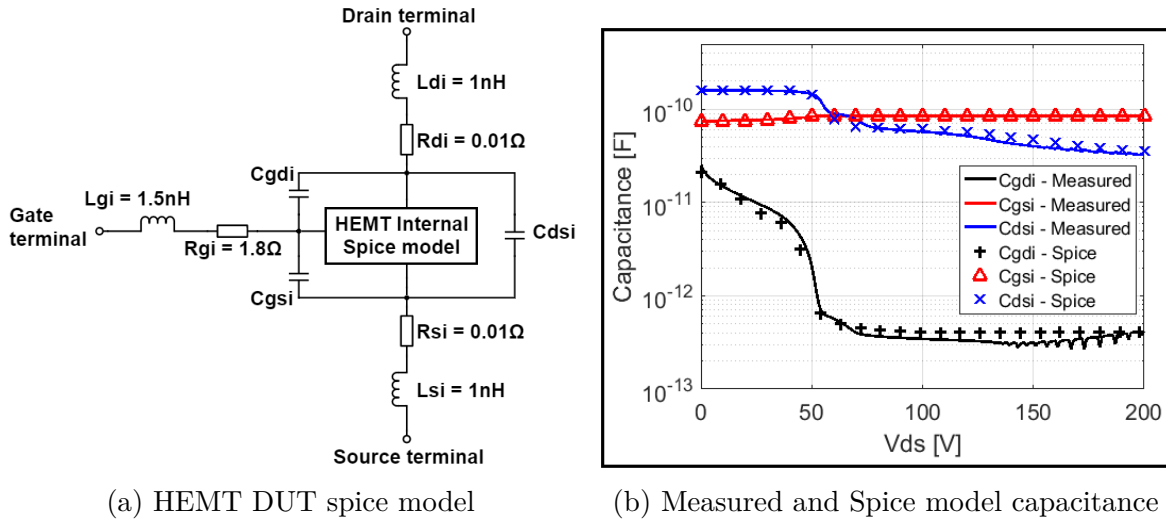 Drain terminal
Ldi = 1nH
Rdi = 0.01Ω
Cgdi
Lgi = 1.5nH
Gate
terminal
HEMT Internal
Spice model
Cdsi
Rgi = 1.8Ω
Cgsi
Rsi = 0.01Ω
Lsi = 1nH
Source terminal
(a) HEMT DUT spice model
Capacitance [F]
10^-10
10^-11
10^-12
10^-13
Cgdi - Measured
Cgsi - Measured
Cdsi - Measured
Cgdi - Spice
Cgsi - Spice
Cdsi - Spice
0 50 100 150 200
Vds [V]
(b) Measured and Spice model capacitance